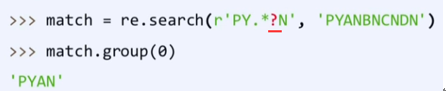 >>> match = re.search(r'PY.*?N', 'PYANBNCNDN')
>>> match.group(0)
'PYAN'